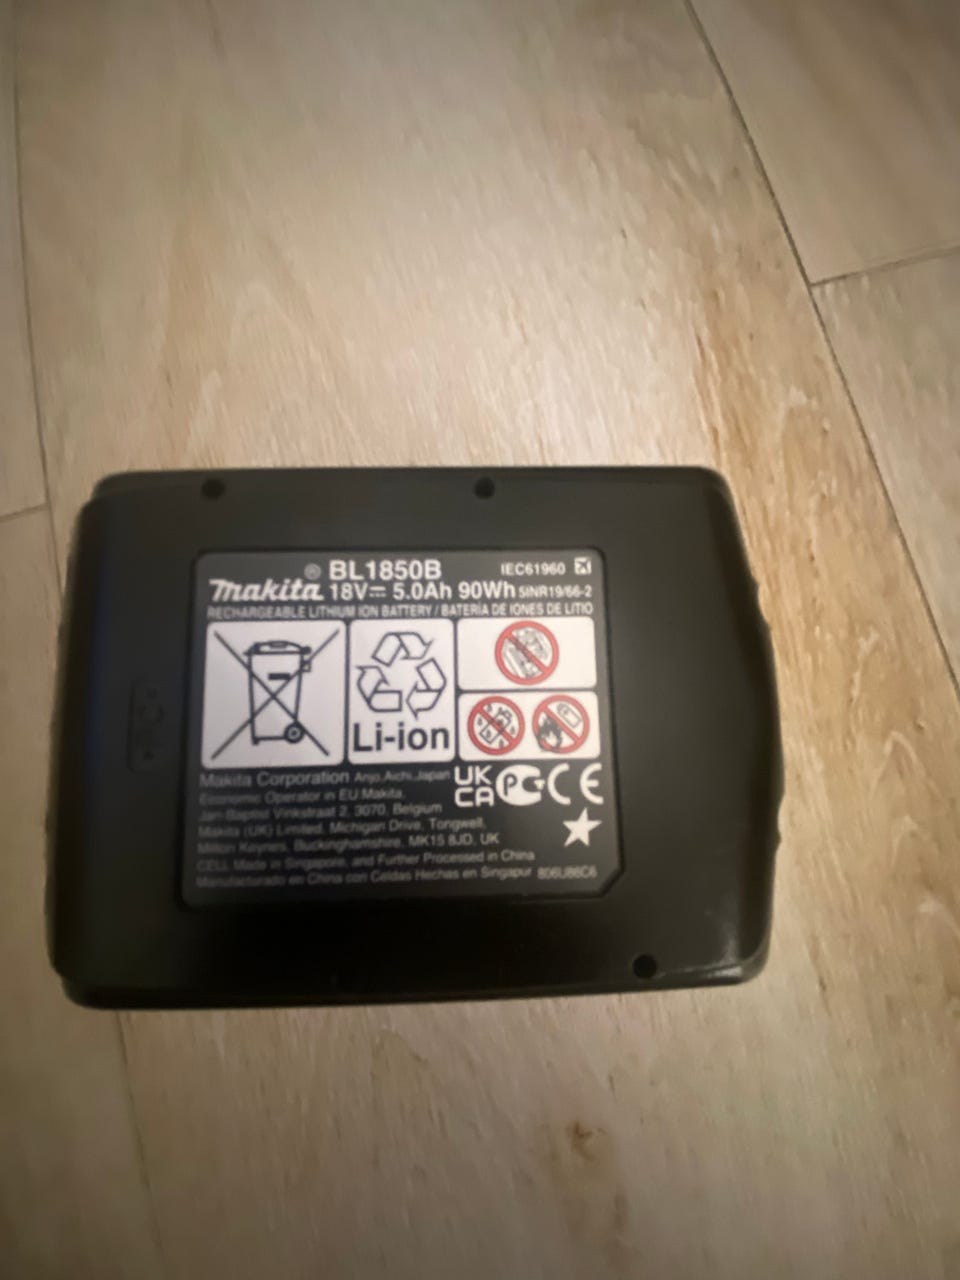 ® BL1850B IEC61960
makita 18V⎓ 5.0Ah 90Wh 5INR19/66-2
RECHARGEABLE LITHIUM ION BATTERY / BATERÍA DE IONES DE LITIO
Li-ion
Makita Corporation Anjo, Aichi, Japan
Economic Operator in EU:Makita,
Jan-Baptist Vinkstraat 2, 3070, Belgium
Makita (UK) Limited, Michigan Drive, Tongwell,
Milton Keynes, Buckinghamshire, MK15 8JD, UK
UK
CA
CE
CELL Made in Singapore, and Further Processed in China
Manufacturado en China con Celdas Hechas en Singapur 806U86C6